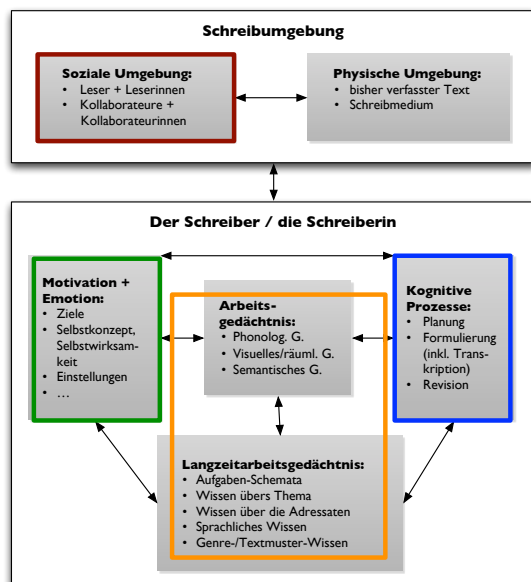 Schreibumgebung
Soziale Umgebung:
• Leser + Leserinnen
• Kollaborateure +
Kollaborateurinnen
Physische Umgebung:
• bisher verfasster Text
• Schreibmedium
Der Schreiber / die Schreiberin
Motivation +
Emotion:
• Ziele
• Selbstkonzept,
Selbstwirksam-
keit
• Einstellungen
• …
Arbeits-
gedächtnis:
• Phonolog. G.
• Visuelles/räuml. G.
• Semantisches G.
Kognitive
Prozesse:
• Planung
• Formulierung
(inkl. Trans-
kription)
• Revision
Langzeitarbeitsgedächtnis:
• Aufgaben-Schemata
• Wissen übers Thema
• Wissen über die Adressaten
• Sprachliches Wissen
• Genre-/Textmuster-Wissen